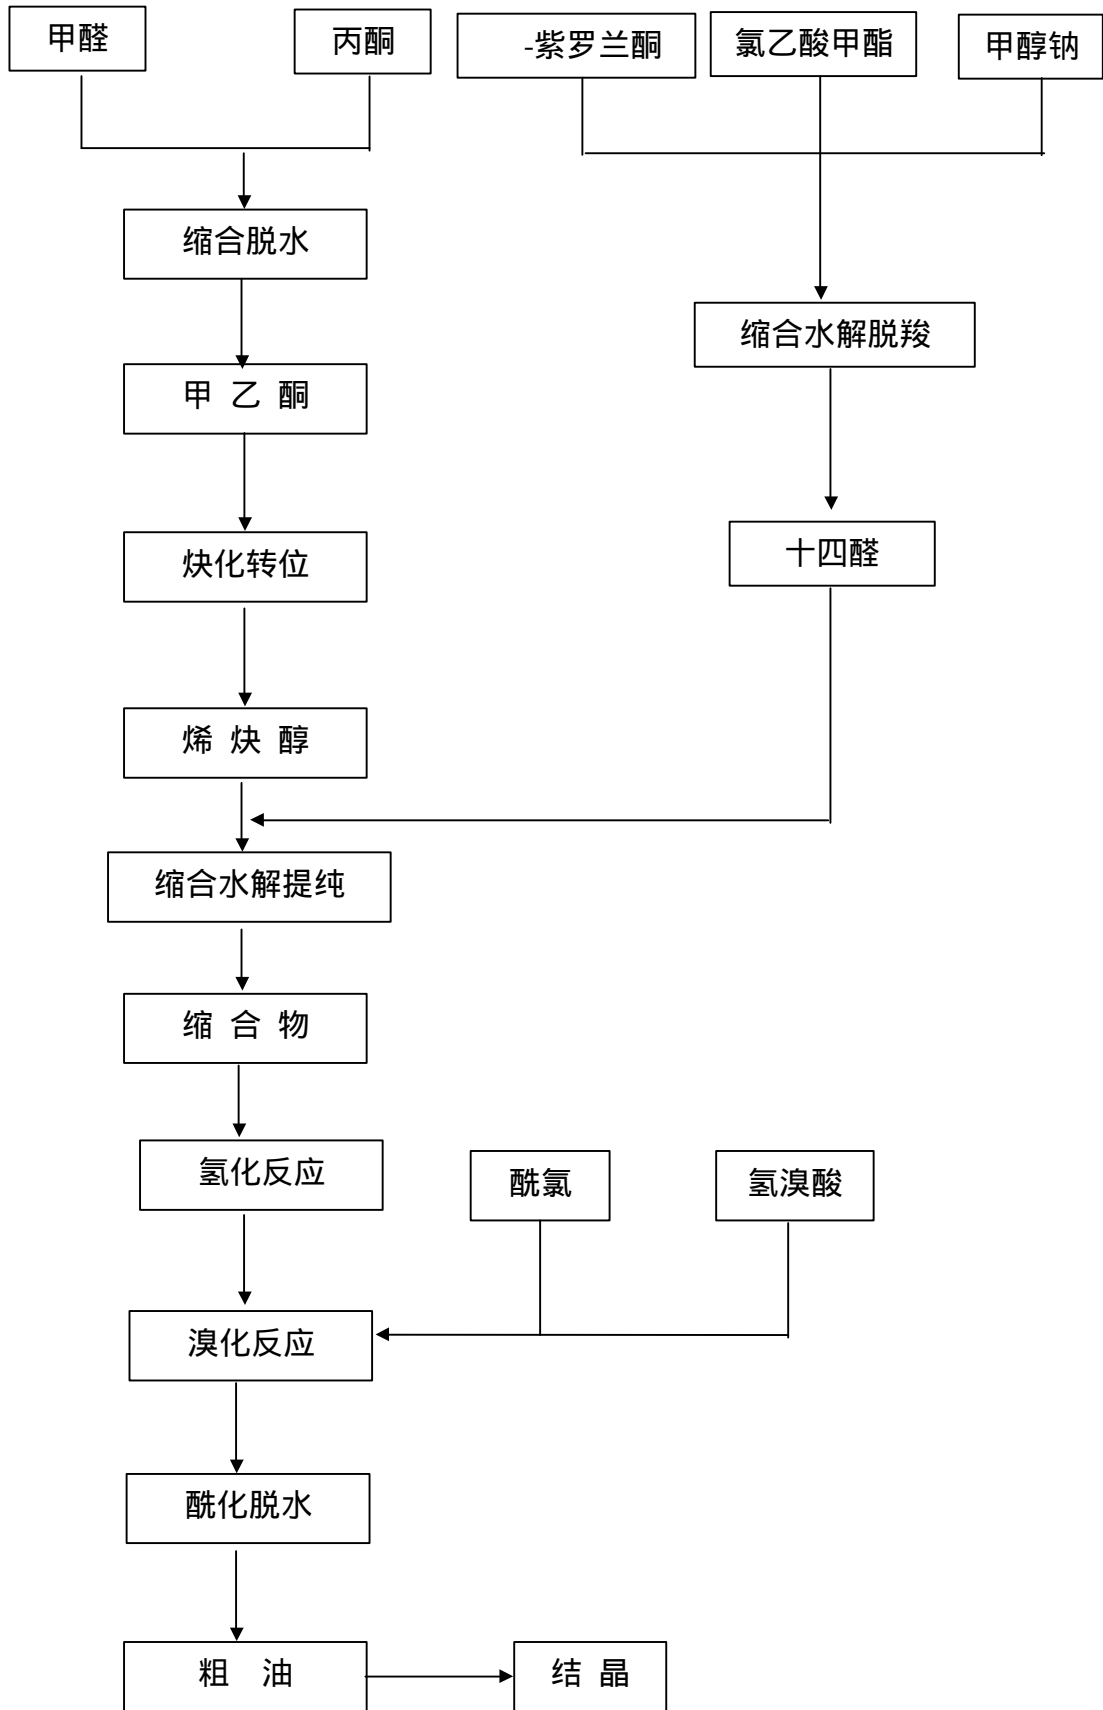 甲醛
丙酮
-紫罗兰酮
氯乙酸甲酯
甲醇钠
缩合脱水
缩合水解脱羧
甲 乙 酮
炔化转位
十四醛
烯 炔 醇
缩合水解提纯
缩 合 物
氢化反应
酰氯
氢溴酸
溴化反应
酰化脱水
粗 油
结 晶